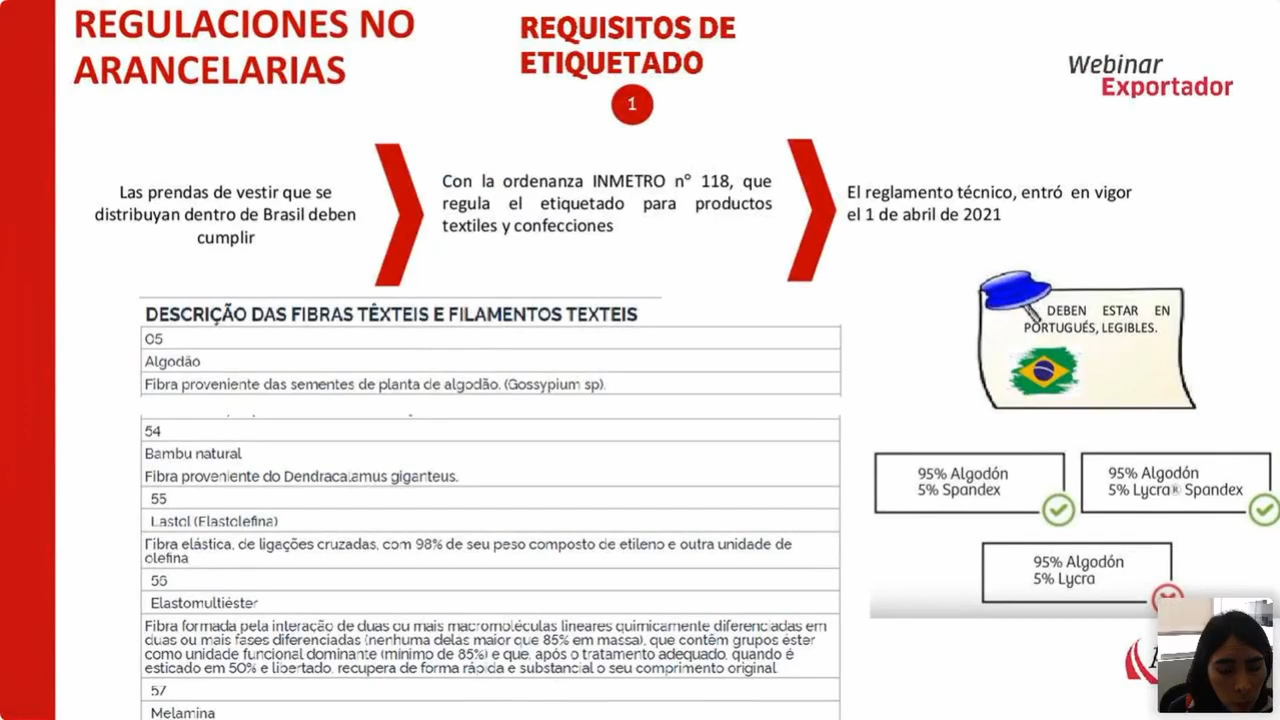 REGULACIONES NO
ARANCELARIAS
REQUISITOS DE
ETIQUETADO
1
Webinar
Exportador
Las prendas de vestir que se
distribuyan dentro de Brasil deben
cumplir
Con la ordenanza INMETRO n° 118, que
regula el etiquetado para productos
textiles y confecciones
El reglamento técnico, entró en vigor
el 1 de abril de 2021
DEBEN ESTAR EN
PORTUGUÉS, LEGIBLES.
DESCRIÇÃO DAS FIBRAS TÊXTEIS E FILAMENTOS TEXTEIS
05
Algodão
Fibra proveniente das sementes de planta de algodão. (Gossypium sp).
54
Bambu natural
Fibra proveniente do Dendracalamus giganteus.
55
Lastol (Elastolefina)
Fibra elástica, de ligações cruzadas, com 98% de seu peso composto de etileno e outra unidade de
olefina
56
Elastomultiéster
Fibra formada pela interação de duas ou mais macromoléculas lineares quimicamente diferenciadas em
duas ou mais fases diferenciadas (nenhuma delas maior que 85% em massa), que contêm grupos éster
como unidade funcional dominante (mínimo de 85%) e que, após o tratamento adequado, quando é
esticado em 50% e libertado, recupera de forma rápida e substancial o seu comprimento original.
57
Melamina
95% Algodón
5% Spandex
95% Algodón
5% Lycra® Spandex
95% Algodón
5% Lycra